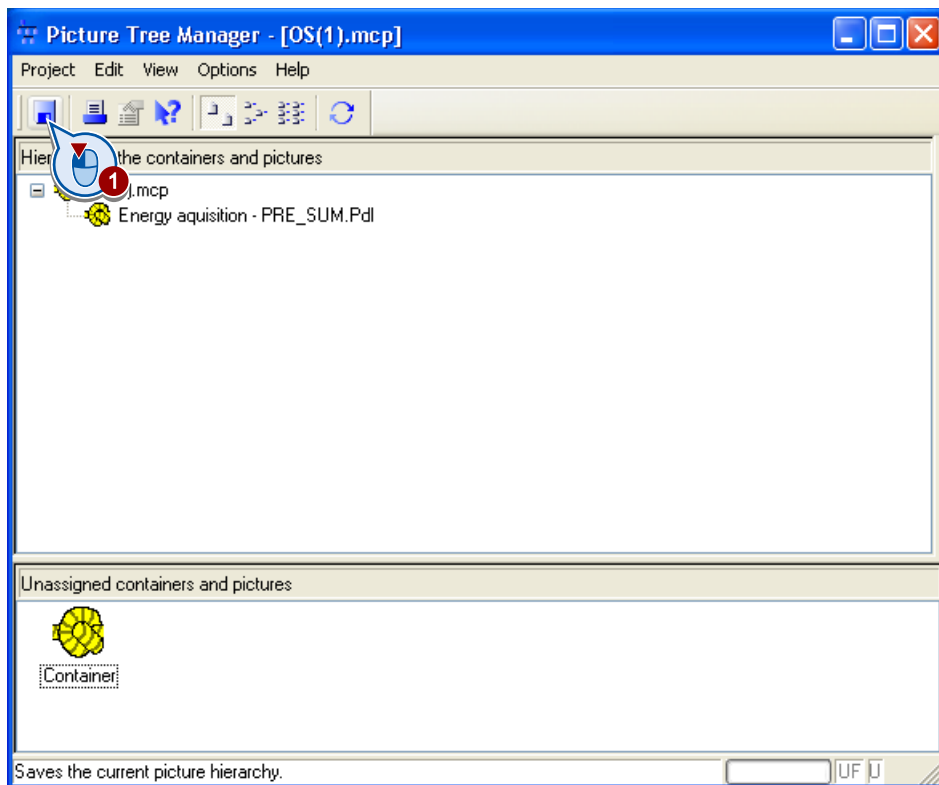 Picture Tree Manager - [OS(1).mcp]
Project Edit View Options Help
the containers and pictures
1
).mcp
Energy aquisition - PRE_SUM.Pdl
Unassigned containers and pictures
Container
Saves the current picture hierarchy.
UF U